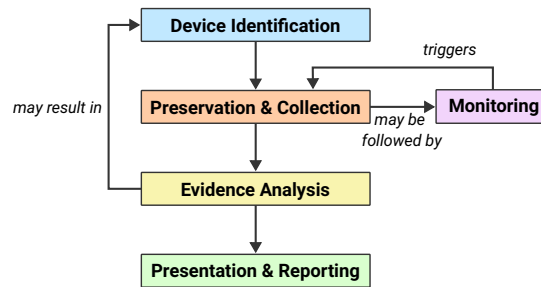 Device Identification
triggers
may result in
Preservation & Collection
Monitoring
may be
followed by
Evidence Analysis
Presentation & Reporting